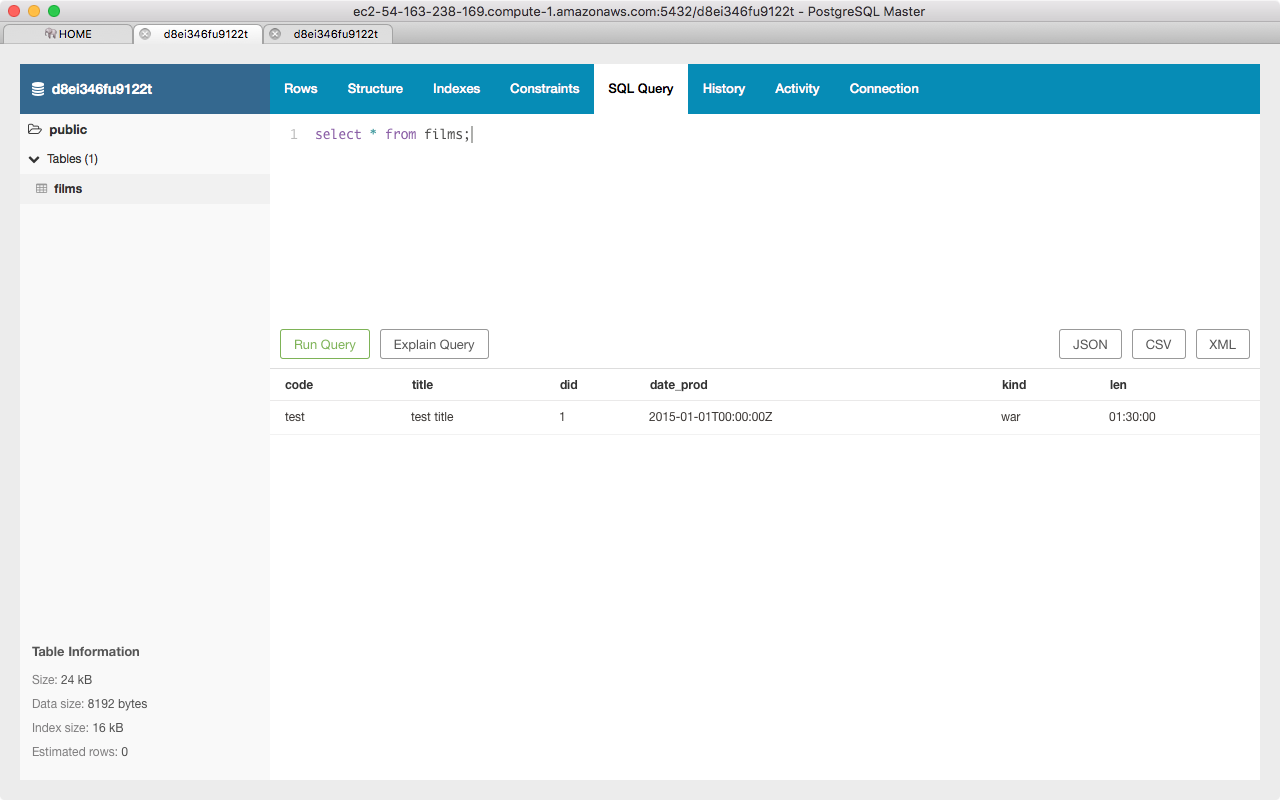 ec2-54-163-238-169.compute-1.amazonaws.com:5432/d8ei346fu9122t - PostgreSQL Master
HOME d8ei346fu9122t d8ei346fu9122t
d8ei346fu9122t Rows Structure Indexes Constraints SQL Query History Activity Connection
public
Tables (1)
films
1 select * from films;
Run Query Explain Query JSON CSV XML
code title did date_prod kind len
test test title 1 2015-01-01T00:00:00Z war 01:30:00
Table Information
Size: 24 kB
Data size: 8192 bytes
Index size: 16 kB
Estimated rows: 0